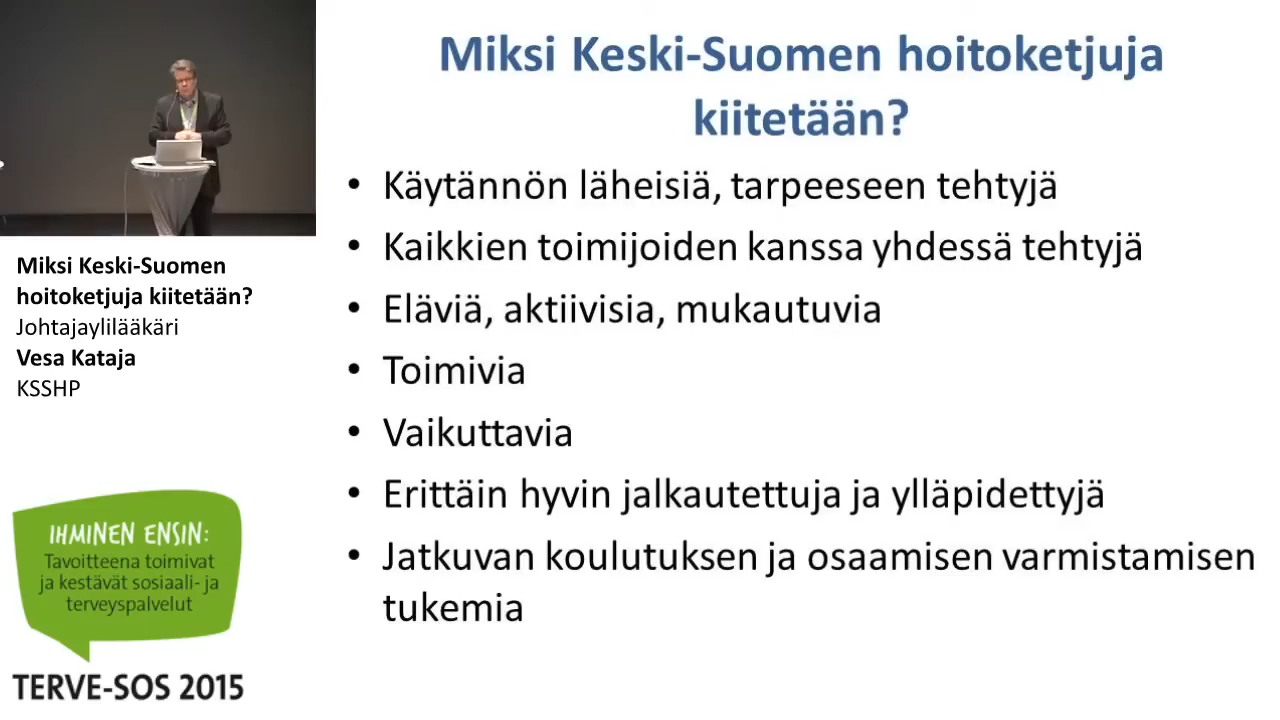 Miksi Keski-Suomen hoitoketjuja
kiitetään?
• Käytännön läheisiä, tarpeeseen tehtyjä
• Kaikkien toimijoiden kanssa yhdessä tehtyjä
• Eläviä, aktiivisia, mukautuvia
• Toimivia
• Vaikuttavia
• Erittäin hyvin jalkautettuja ja ylläpidettyjä
• Jatkuvan koulutuksen ja osaamisen varmistamisen
tukemia
Miksi Keski-Suomen
hoitoketjuja kiitetään?
Johtajaylilääkäri
Vesa Kataja
KSSHP
IHMINEN ENSIN:
Tavoitteena toimivat
ja kestävät sosiaali- ja
terveyspalvelut
TERVE-SOS 2015